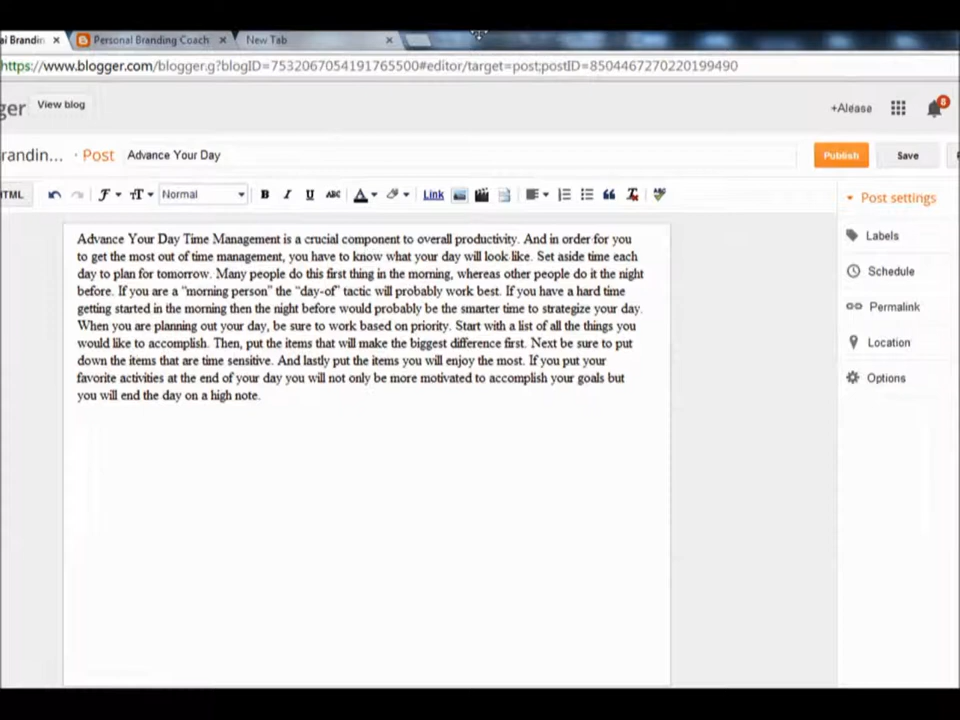 ai Brandin
Personal Branding Coach
New Tab
https://www.blogger.com/blogger.g?blogID=7532067054191765500#editor/target=post;postID=8504467270220199490
ger
View blog
+Alease
8
randin... · Post
Advance Your Day
Publish
Save
HTML
Normal
B
I
U
ABC
A
Link
Post settings
Advance Your Day Time Management is a crucial component to overall productivity. And in order for you
to get the most out of time management, you have to know what your day will look like. Set aside time each
day to plan for tomorrow. Many people do this first thing in the morning, whereas other people do it the night
before. If you are a “morning person” the “day-of” tactic will probably work best. If you have a hard time
getting started in the morning then the night before would probably be the smarter time to strategize your day.
When you are planning out your day, be sure to work based on priority. Start with a list of all the things you
would like to accomplish. Then, put the items that will make the biggest difference first. Next be sure to put
down the items that are time sensitive. And lastly put the items you will enjoy the most. If you put your
favorite activities at the end of your day you will not only be more motivated to accomplish your goals but
you will end the day on a high note.
Labels
Schedule
Permalink
Location
Options